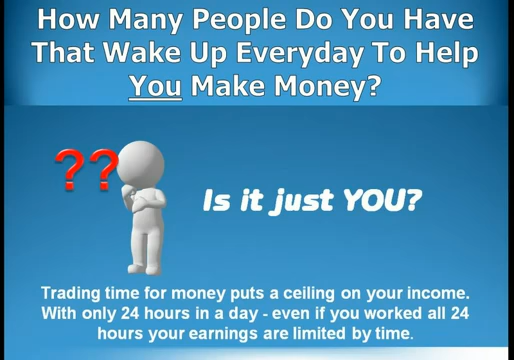 How Many People Do You Have
That Wake Up Everyday To Help
You Make Money?
??
Is it just YOU?
Trading time for money puts a ceiling on your income.
With only 24 hours in a day - even if you worked all 24
hours your earnings are limited by time.